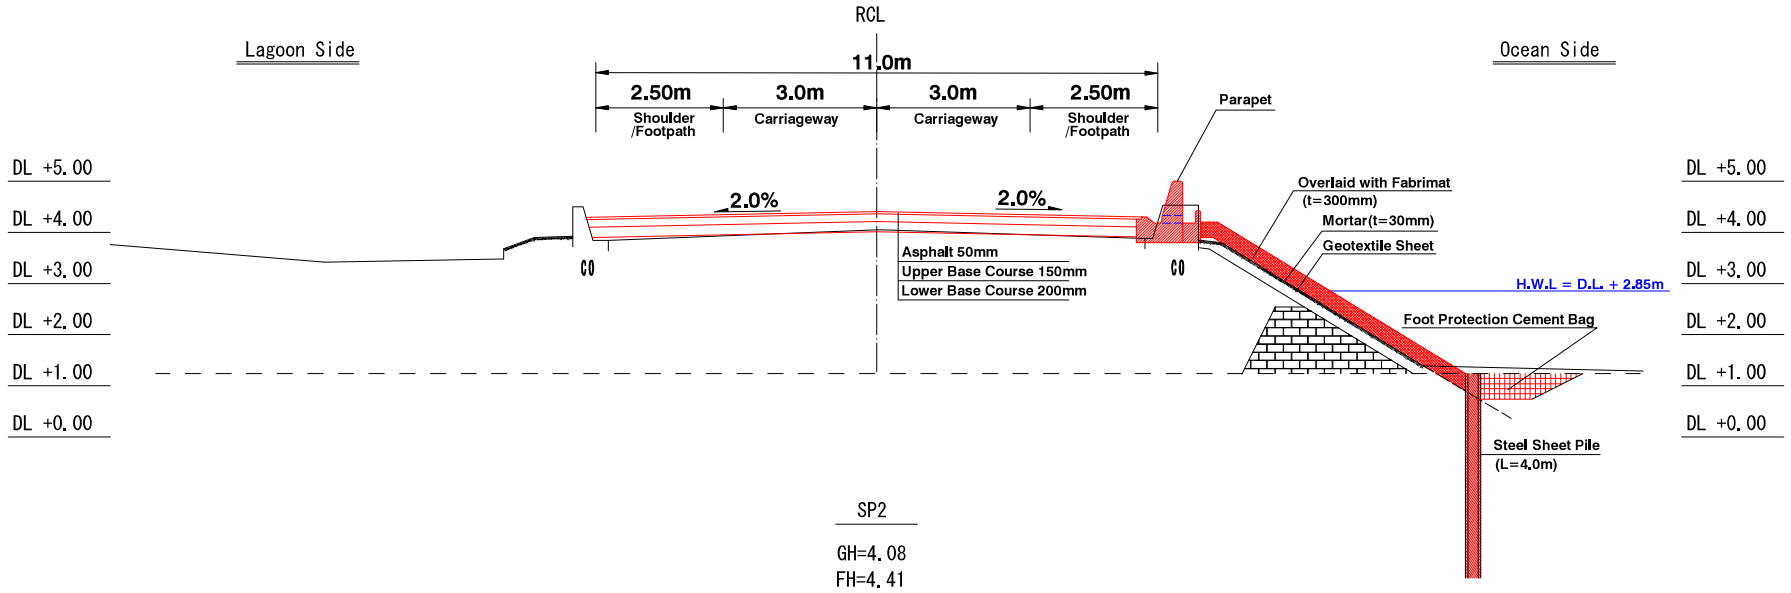 RCL
Lagoon Side
Ocean Side
11.0m
2.50m
3.0m
3.0m
2.50m
Shoulder
/Footpath
Carriageway
Carriageway
Shoulder
/Footpath
Parapet
DL +5.00
DL +4.00
DL +3.00
DL +2.00
DL +1.00
DL +0.00
2.0%
2.0%
CO
CO
Asphalt 50mm
Upper Base Course 150mm
Lower Base Course 200mm
Overlaid with Fabrimat
(t=300mm)
Mortar(t=30mm)
Geotextile Sheet
H.W.L = D.L. + 2.85m
Foot Protection Cement Bag
Steel Sheet Pile
(L=4.0m)
DL +5.00
DL +4.00
DL +3.00
DL +2.00
DL +1.00
DL +0.00
SP2
GH=4.08
FH=4.41